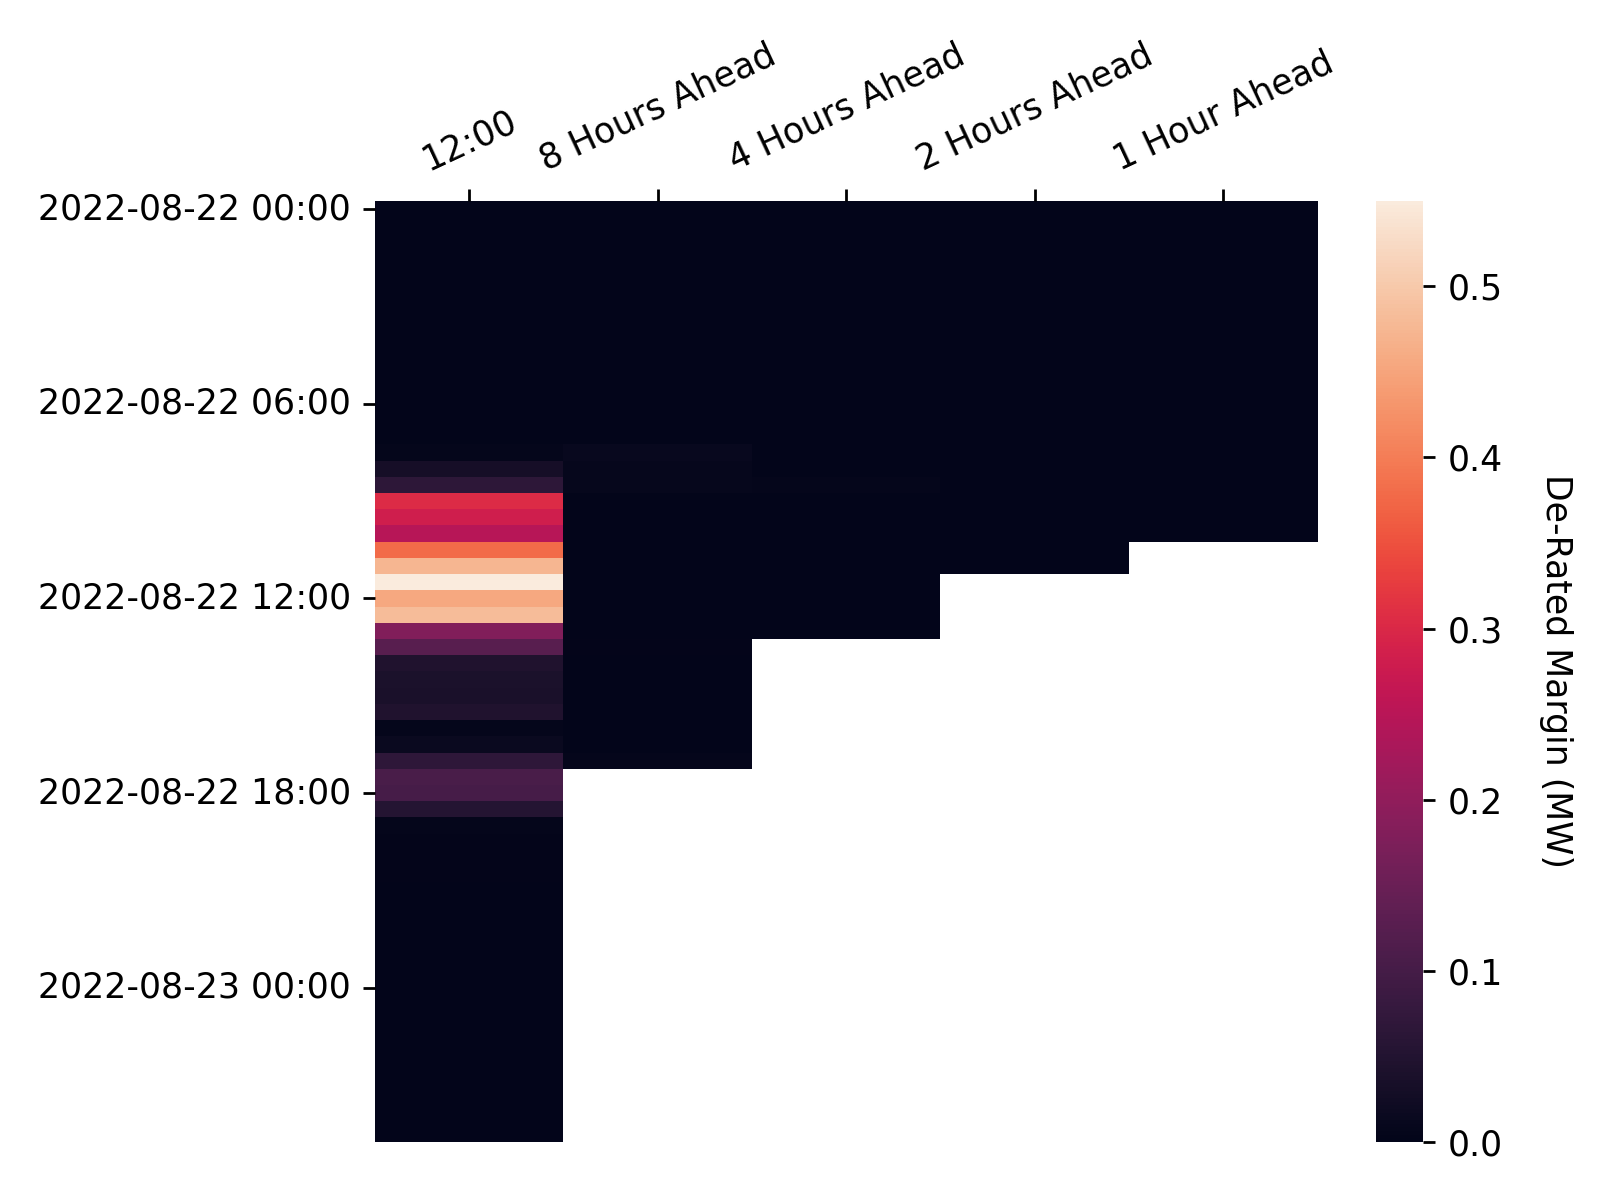 12:00
8 Hours Ahead
4 Hours Ahead
2 Hours Ahead
1 Hour Ahead
2022-08-22 00:00
2022-08-22 06:00
2022-08-22 12:00
2022-08-22 18:00
2022-08-23 00:00
0.5
0.4
0.3
0.2
0.1
0.0
De-Rated Margin (MW)